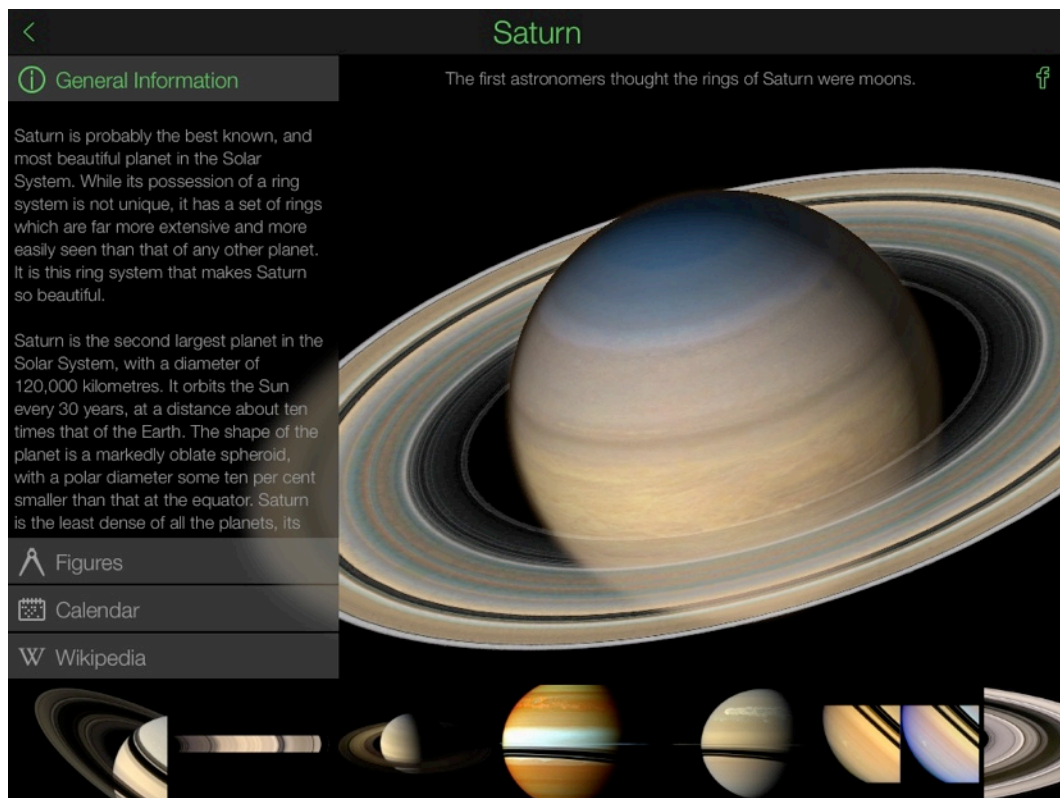 Saturn
General Information
The first astronomers thought the rings of Saturn were moons.
f
Saturn is probably the best known, and
most beautiful planet in the Solar
System. While its possession of a ring
system is not unique, it has a set of rings
which are far more extensive and more
easily seen than that of any other planet.
It is this ring system that makes Saturn
so beautiful.
Saturn is the second largest planet in the
Solar System, with a diameter of
120,000 kilometres. It orbits the Sun
every 30 years, at a distance about ten
times that of the Earth. The shape of the
planet is a markedly oblate spheroid,
with a polar diameter some ten per cent
smaller than that at the equator. Saturn
is the least dense of all the planets, its
Figures
Calendar
W Wikipedia